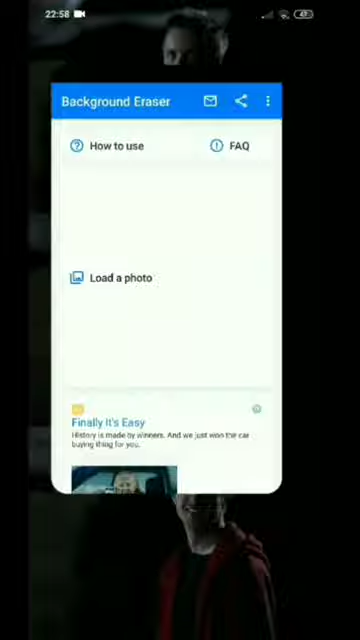 22:58
47
Background Eraser
How to use
FAQ
Load a photo
Finally It's Easy
History is made by winners. And we just won the car
buying thing for you.